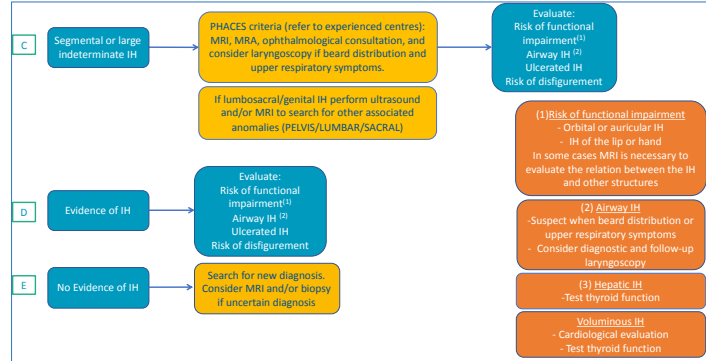 C
Segmental or large
indeterminate IH
PHACES criteria (refer to experienced centres):
MRI, MRA, ophthalmological consultation, and
consider laryngoscopy if beard distribution and
upper respiratory symptoms.
If lumbosacral/genital IH perform ultrasound
and/or MRI to search for other associated
anomalies (PELVIS/LUMBAR/SACRAL)
Evaluate:
Risk of functional
impairment(1)
Airway IH (2)
Ulcerated IH
Risk of disfigurement
D
Evidence of IH
Evaluate:
Risk of functional
impairment(1)
Airway IH (2)
Ulcerated IH
Risk of disfigurement
E
No Evidence of IH
Search for new diagnosis.
Consider MRI and/or biopsy
if uncertain diagnosis
(1)Risk of functional impairment
- Orbital or auricular IH
- IH of the lip or hand
In some cases MRI is necessary to
evaluate the relation between the IH
and other structures
(2) Airway IH
-Suspect when beard distribution or
upper respiratory symptoms
- Consider diagnostic and follow-up
laryngoscopy
(3) Hepatic IH
-Test thyroid function
Voluminous IH
- Cardiological evaluation
- Test thyroid function